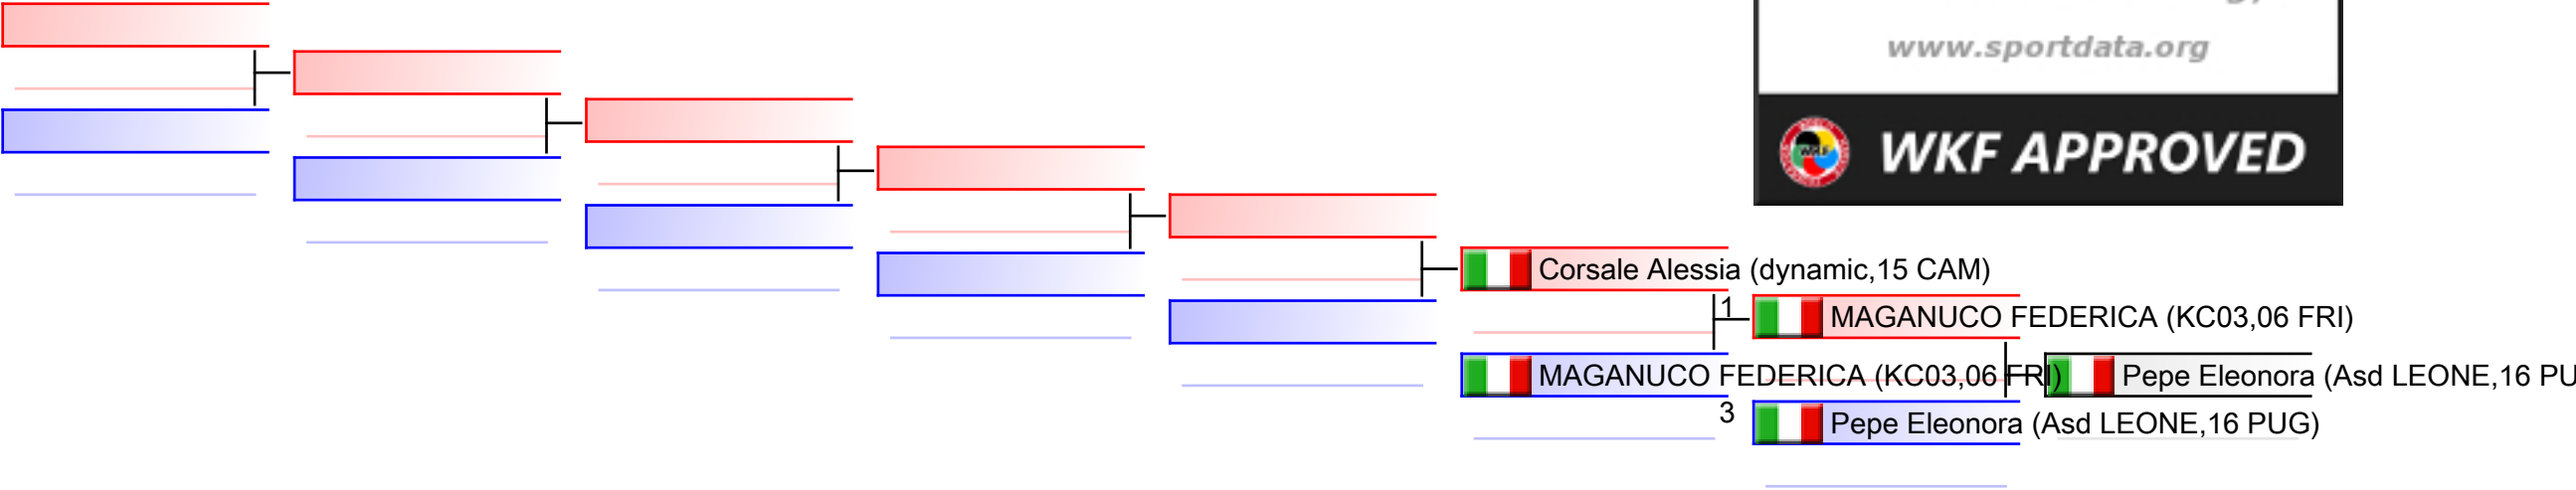 www.sportdata.org
WKF APPROVED
Corsale Alessia (dynamic,15 CAM)
1
MAGANUCO FEDERICA (KC03,06 FRI)
MAGANUCO FEDERICA (KC03,06 FRI)
Pepe Eleonora (Asd LEONE,16 PU
3
Pepe Eleonora (Asd LEONE,16 PUG)